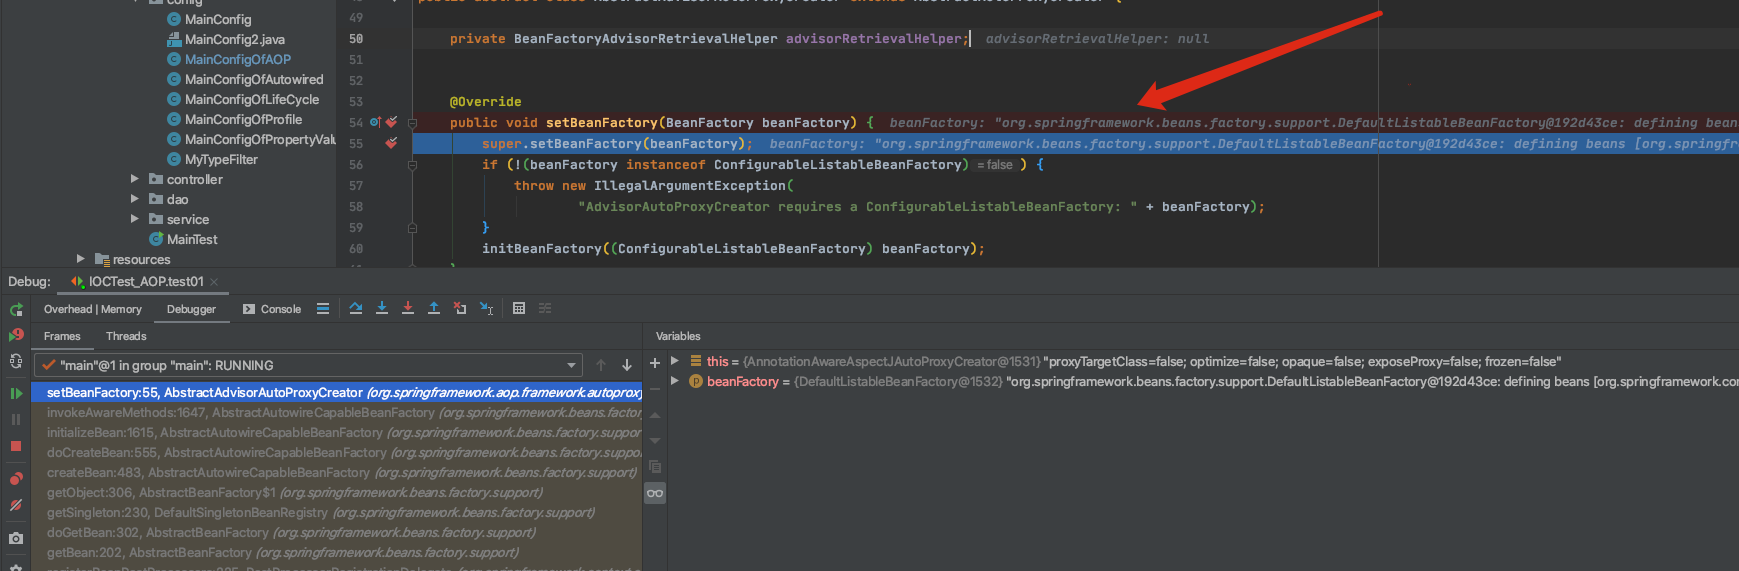 config
MainConfig
MainConfig2.java
MainConfigOfAOP
MainConfigOfAutowired
MainConfigOfLifeCycle
MainConfigOfProfile
MainConfigOfPropertyValu
MyTypeFilter
controller
dao
service
MainTest
resources
49
50 private BeanFactoryAdvisorRetrievalHelper advisorRetrievalHelper; advisorRetrievalHelper: null
51
52
53 @Override
54 public void setBeanFactory(BeanFactory beanFactory) { beanFactory: "org.springframework.beans.factory.support.DefaultListableBeanFactory@192d43ce: defining bean
55 super.setBeanFactory(beanFactory); beanFactory: "org.springframework.beans.factory.support.DefaultListableBeanFactory@192d43ce: defining beans [org.springfr
56 if (!(beanFactory instanceof ConfigurableListableBeanFactory) = false ) {
57 throw new IllegalArgumentException(
58 "AdvisorAutoProxyCreator requires a ConfigurableListableBeanFactory: " + beanFactory);
59 }
60 initBeanFactory((ConfigurableListableBeanFactory) beanFactory);
Debug: IOCTest_AOP.test01
Overhead | Memory Debugger Console
Frames Threads
"main"@1 in group "main": RUNNING
setBeanFactory:55, AbstractAdvisorAutoProxyCreator (org.springframework.aop.framework.autoproxy
invokeAwareMethods:1647, AbstractAutowireCapableBeanFactory (org.springframework.beans.factory
initializeBean:1615, AbstractAutowireCapableBeanFactory (org.springframework.beans.factory.support
doCreateBean:555, AbstractAutowireCapableBeanFactory (org.springframework.beans.factory.support
createBean:483, AbstractAutowireCapableBeanFactory (org.springframework.beans.factory.support)
getObject:306, AbstractBeanFactory$1 (org.springframework.beans.factory.support)
getSingleton:230, DefaultSingletonBeanRegistry (org.springframework.beans.factory.support)
doGetBean:302, AbstractBeanFactory (org.springframework.beans.factory.support)
getBean:202, AbstractBeanFactory (org.springframework.beans.factory.support)
Variables
this = {AnnotationAwareAspectJAutoProxyCreator@1531} "proxyTargetClass=false; optimize=false; opaque=false; exposeProxy=false; frozen=false"
beanFactory = {DefaultListableBeanFactory@1532} "org.springframework.beans.factory.support.DefaultListableBeanFactory@192d43ce: defining beans [org.springframework.con